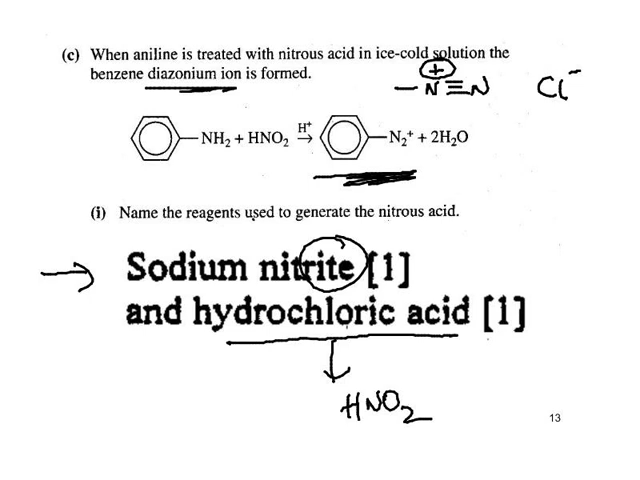 (c) When aniline is treated with nitrous acid in ice-cold solution the
benzene diazonium ion is formed.
+
— N≡N Cl⁻
—NH₂ + HNO₂ H⁺ → —N₂⁺ + 2H₂O
(i) Name the reagents used to generate the nitrous acid.
→ Sodium nitrite [1]
and hydrochloric acid [1]
HNO₂
13